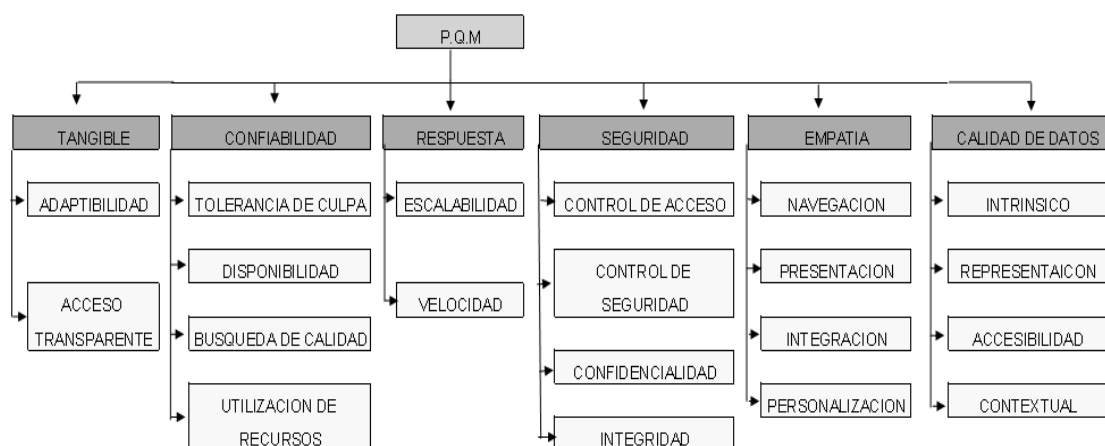 P.Q.M
TANGIBLE
ADAPTIBILIDAD
ACCESO
TRANSPARENTE
CONFIABILIDAD
TOLERANCIA DE CULPA
DISPONIBILIDAD
BUSQUEDA DE CALIDAD
UTILIZACION DE
RECURSOS
RESPUESTA
ESCALABILIDAD
VELOCIDAD
SEGURIDAD
CONTROL DE ACCESO
CONTROL DE
SEGURIDAD
CONFIDENCIALIDAD
INTEGRIDAD
EMPATIA
NAVEGACION
PRESENTACION
INTEGRACION
PERSONALIZACION
CALIDAD DE DATOS
INTRINSICO
REPRESENTAICON
ACCESIBILIDAD
CONTEXTUAL